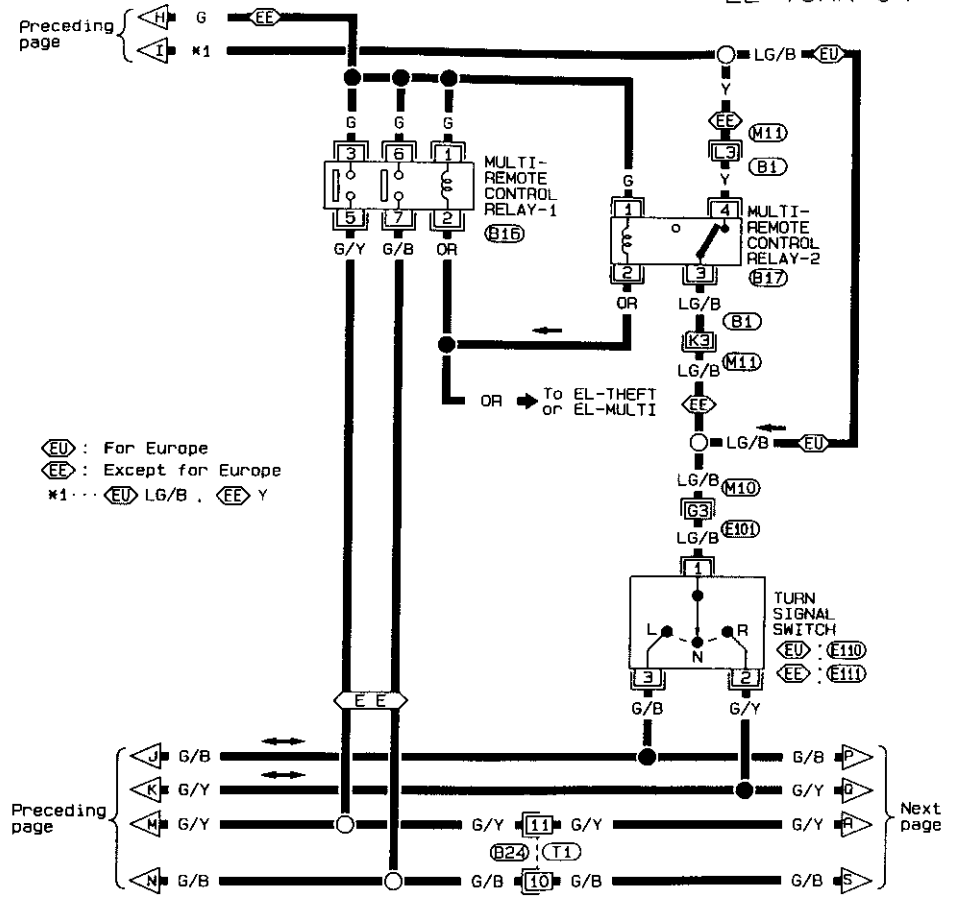 Preceding page
H G EE
I *1
LG/B EU
Y
EE
M11
L3
B1
Y
G G G
3 6 1
MULTI-REMOTE CONTROL RELAY-1
B16
5 7 2
G/Y G/B OR
G
1 4
MULTI-REMOTE CONTROL RELAY-2
B17
2 3
OR LG/B
B1
K3
M11
LG/B
EE
OR To EL-THEFT or EL-MULTI
LG/B EU
EU : For Europe
EE : Except for Europe
*1··· EU LG/B , EE Y
LG/B
M10
G3
E101
LG/B
1
TURN SIGNAL SWITCH
EU : E110
EE : E111
L N R
3 2
G/B G/Y
E E
Preceding page
J G/B G/B P
K G/Y G/Y Q
M G/Y G/Y 11 G/Y G/Y R
B24 T1
N G/B G/B 10 G/B G/B S
Next page